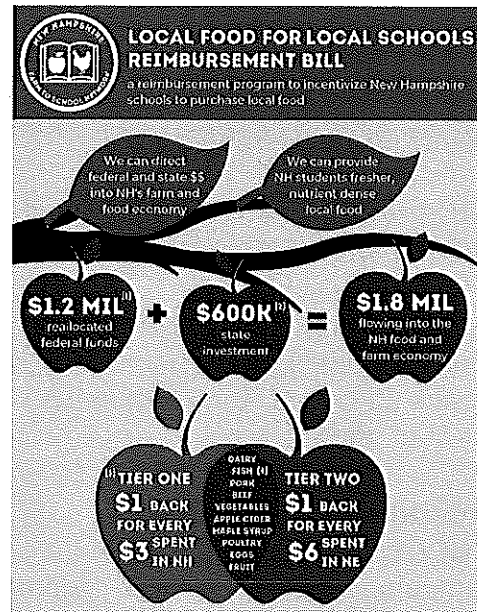 NEW HAMPSHIRE
FARM TO SCHOOL NETWORK
LOCAL FOOD FOR LOCAL SCHOOLS
REIMBURSEMENT BILL
a reimbursement program to incentivize New Hampshire
schools to purchase local food
We can direct
federal and state $$
into NH's farm and
food economy
We can provide
NH students fresher,
nutrient dense
local food
$1.2 MIL
reallocated
federal funds
+
$600K
state
investment
=
$1.8 MIL
flowing into the
NH food and
farm economy
TIER ONE
$1 BACK
FOR EVERY
$3 SPENT
IN NH
DAIRY
FISH
PORK
BEEF
VEGETABLES
APPLE CIDER
MAPLE SYRUP
POULTRY
EGGS
FRUIT
TIER TWO
$1 BACK
FOR EVERY
$6 SPENT
IN NE